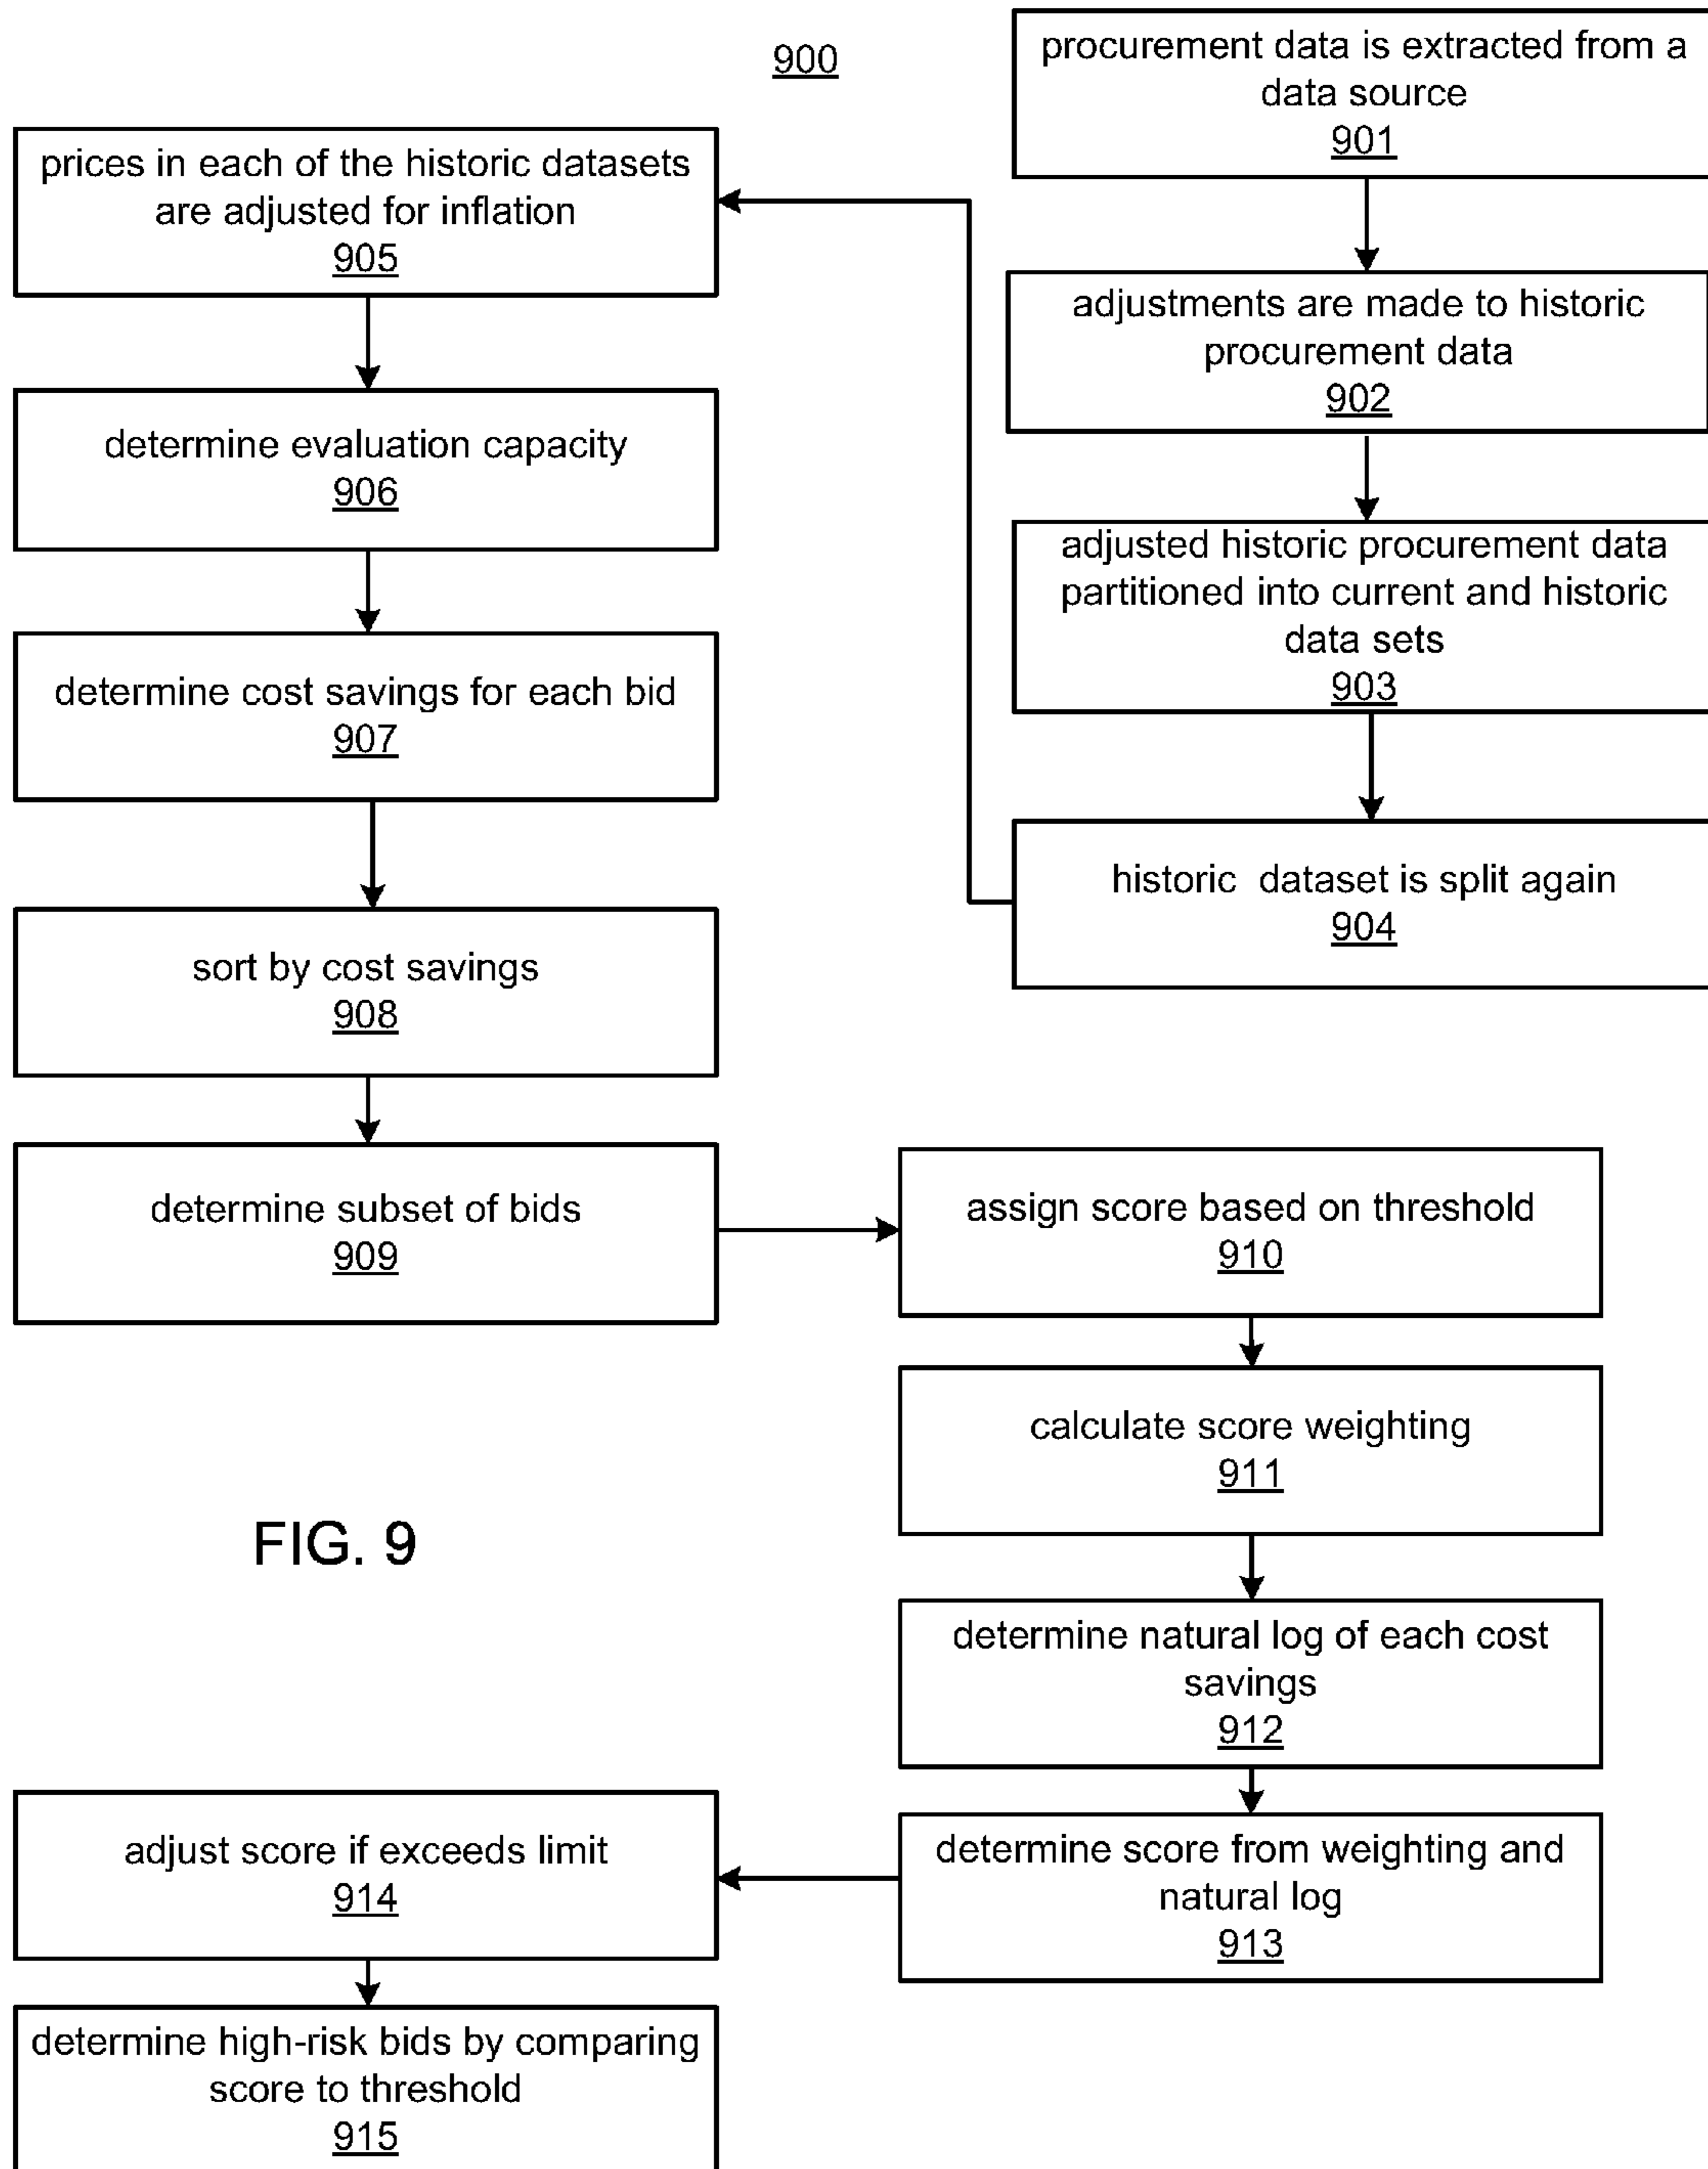 900
procurement data is extracted from a
data source
901
adjustments are made to historic
procurement data
902
adjusted historic procurement data
partitioned into current and historic
data sets
903
historic dataset is split again
904
prices in each of the historic datasets
are adjusted for inflation
905
determine evaluation capacity
906
determine cost savings for each bid
907
sort by cost savings
908
determine subset of bids
909
assign score based on threshold
910
calculate score weighting
911
determine natural log of each cost
savings
912
determine score from weighting and
natural log
913
adjust score if exceeds limit
914
determine high-risk bids by comparing
score to threshold
915
FIG. 9